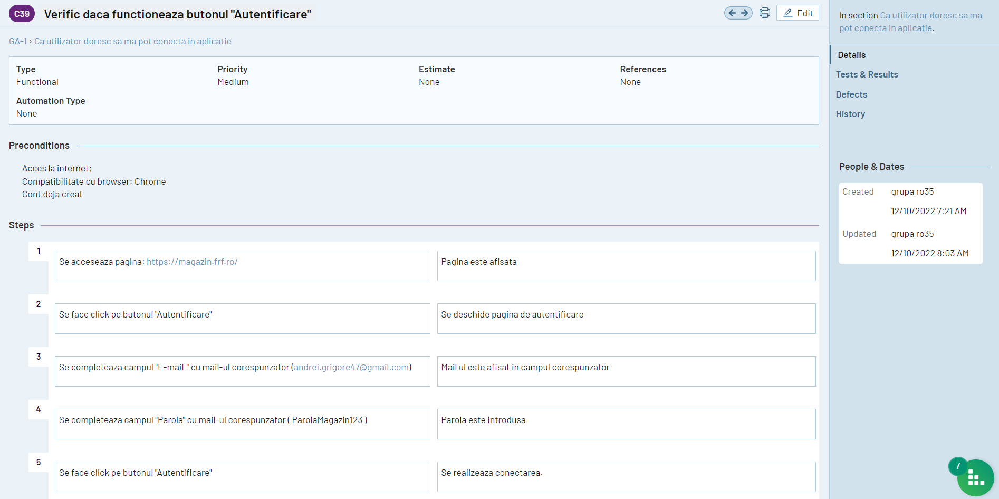 C39 Verific daca functioneaza butonul "Autentificare"
Edit
GA-1 › Ca utilizator doresc sa ma pot conecta in aplicatie
Type Priority Estimate References
Functional Medium None None
Automation Type
None
Preconditions
Acces la internet;
Compatibilitate cu browser: Chrome
Cont deja creat
Steps
1
Se acceseaza pagina: https://magazin.frf.ro/
Pagina este afisata
2
Se face click pe butonul "Autentificare"
Se deschide pagina de autentificare
3
Se completeaza campul "E-maiL" cu mail-ul corespunzator (andrei.grigore47@gmail.com)
Mail ul este afisat in campul corespunzator
4
Se completeaza campul "Parola" cu mail-ul corespunzator ( ParolaMagazin123 )
Parola este introdusa
5
Se face click pe butonul "Autentificare"
Se realizeaza conectarea.
In section Ca utilizator doresc sa ma
pot conecta in aplicatie.
Details
Tests & Results
Defects
History
People & Dates
Created grupa ro35
12/10/2022 7:21 AM
Updated grupa ro35
12/10/2022 8:03 AM
7